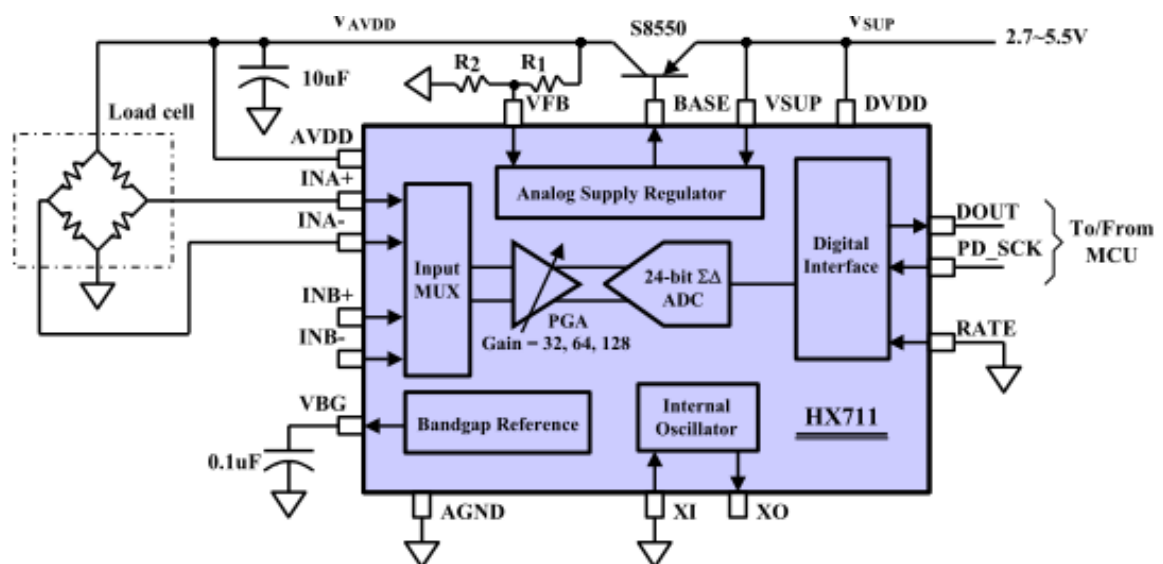 VAVDD
S8550
VSUP
2.7~5.5V
R2
R1
10uF
VFB
BASE
VSUP
DVDD
Load cell
AVDD
Analog Supply Regulator
INA+
INA-
DOUT
To/From
MCU
PD_SCK
Digital
Interface
Input
MUX
24-bit ΣΔ
ADC
INB+
PGA
Gain = 32, 64, 128
INB-
RATE
VBG
Bandgap Reference
Internal
Oscillator
HX711
0.1uF
AGND
XI
XO